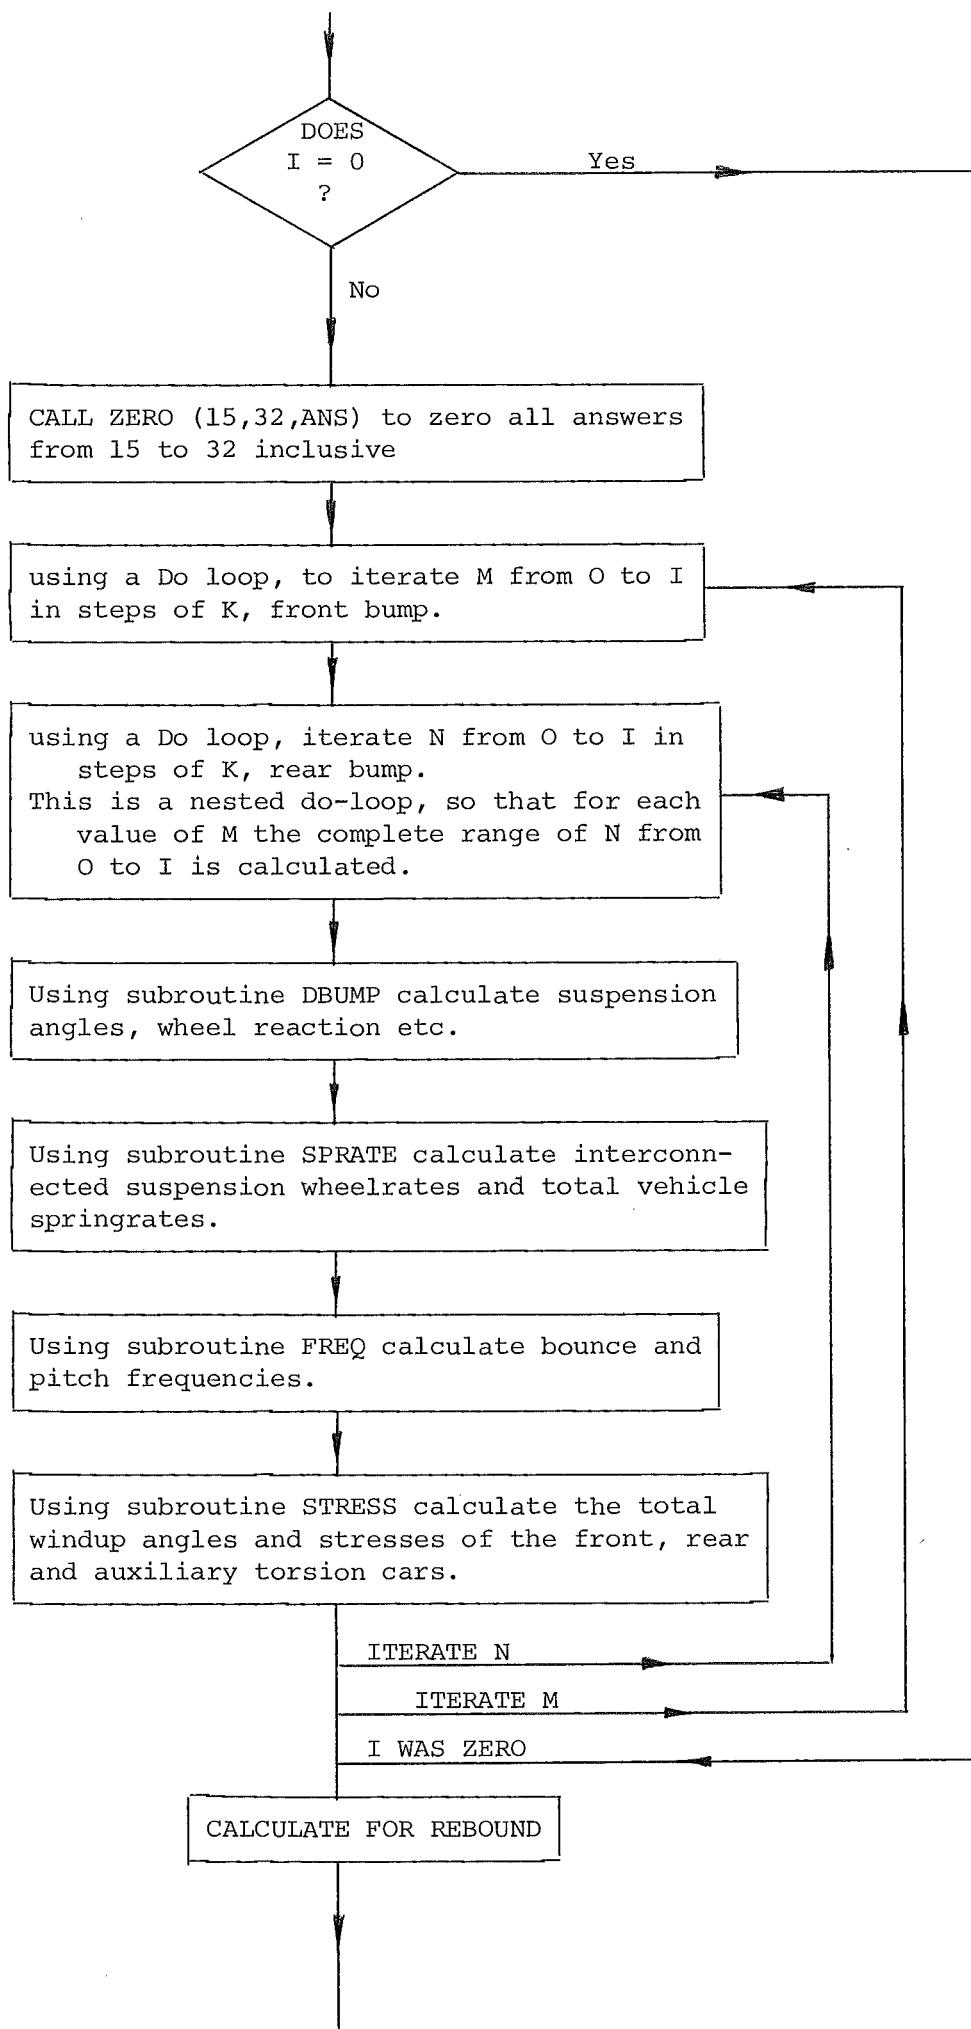 DOES
I = O
?
Yes
No
CALL ZERO (15,32,ANS) to zero all answers
from 15 to 32 inclusive
using a Do loop, to iterate M from O to I
in steps of K, front bump.
using a Do loop, iterate N from O to I in
steps of K, rear bump.
This is a nested do-loop, so that for each
value of M the complete range of N from
O to I is calculated.
Using subroutine DBUMP calculate suspension
angles, wheel reaction etc.
Using subroutine SPRATE calculate interconn-
ected suspension wheelrates and total vehicle
springrates.
Using subroutine FREQ calculate bounce and
pitch frequencies.
Using subroutine STRESS calculate the total
windup angles and stresses of the front, rear
and auxiliary torsion cars.
ITERATE N
ITERATE M
I WAS ZERO
CALCULATE FOR REBOUND